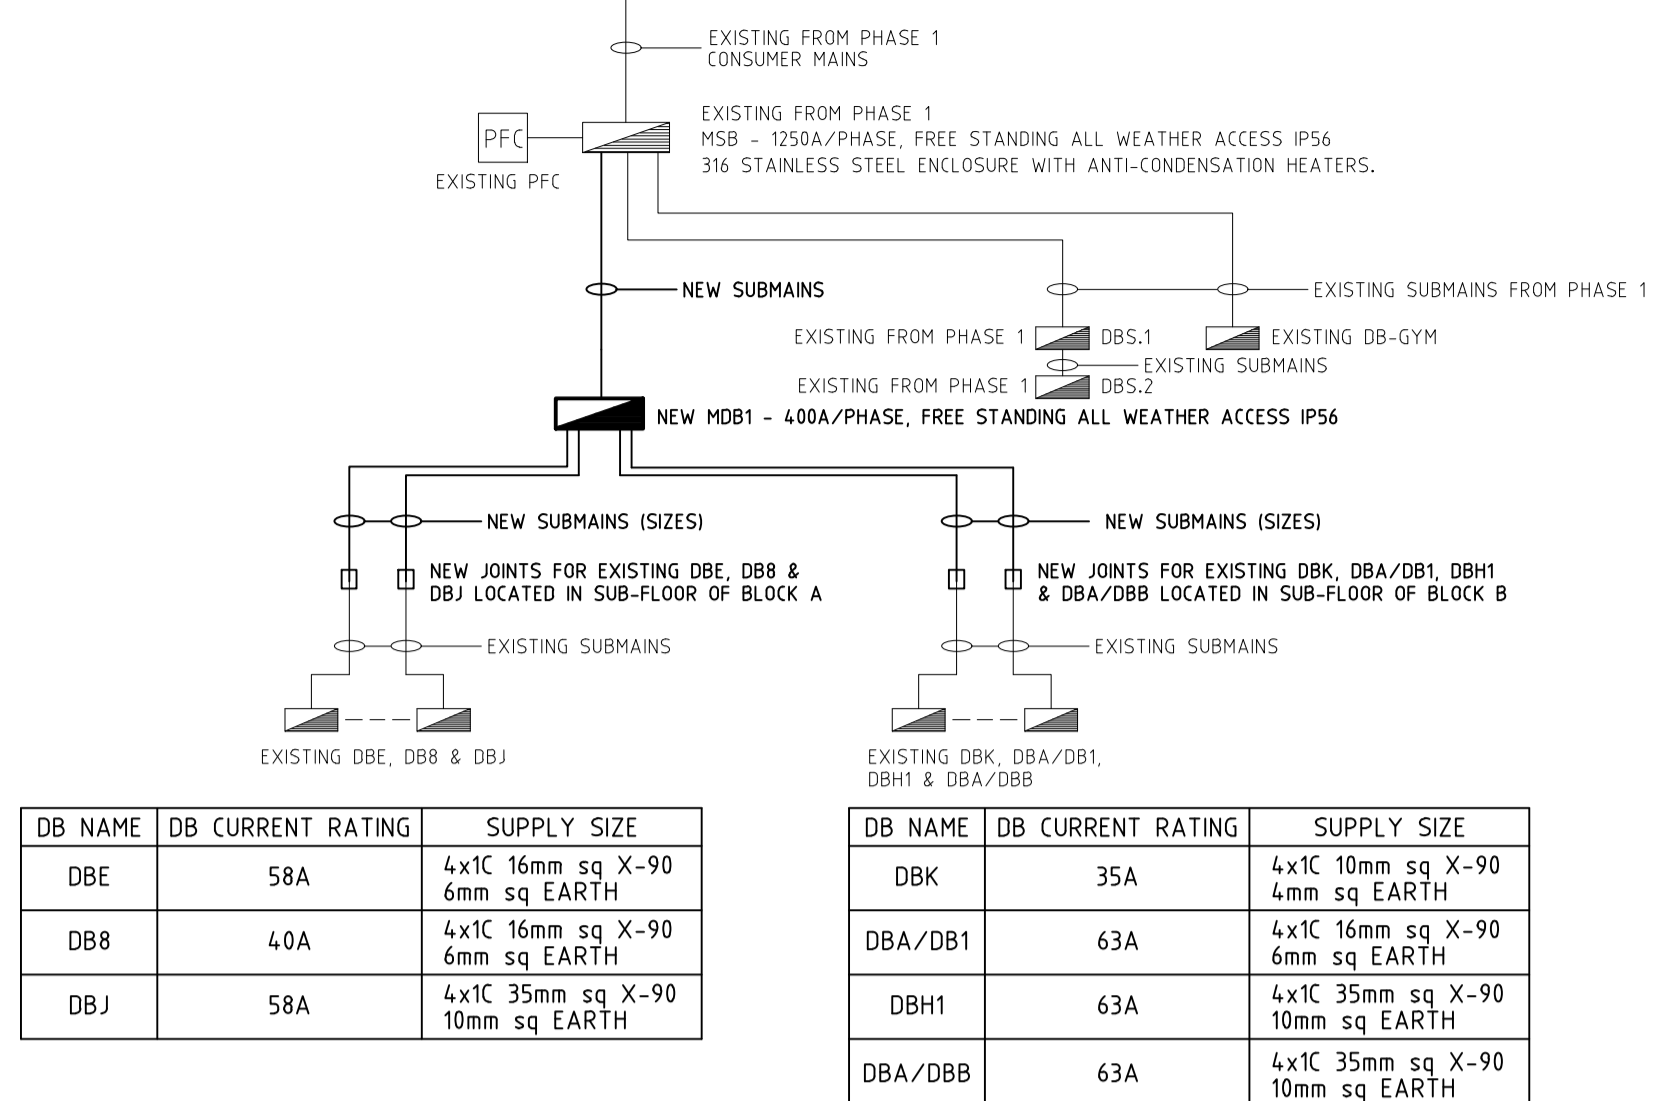 EXISTING FROM PHASE 1
CONSUMER MAINS
EXISTING FROM PHASE 1
MSB - 1250A/PHASE, FREE STANDING ALL WEATHER ACCESS IP56
316 STAINLESS STEEL ENCLOSURE WITH ANTI-CONDENSATION HEATERS.
PFC
EXISTING PFC
NEW SUBMAINS
EXISTING SUBMAINS FROM PHASE 1
EXISTING FROM PHASE 1
DBS.1
EXISTING DB-GYM
EXISTING SUBMAINS
EXISTING FROM PHASE 1
DBS.2
NEW MDB1 - 400A/PHASE, FREE STANDING ALL WEATHER ACCESS IP56
NEW SUBMAINS (SIZES)
NEW JOINTS FOR EXISTING DBE, DB8 &
DBJ LOCATED IN SUB-FLOOR OF BLOCK A
EXISTING SUBMAINS
EXISTING DBE, DB8 & DBJ
NEW SUBMAINS (SIZES)
NEW JOINTS FOR EXISTING DBK, DBA/DB1, DBH1
& DBA/DBB LOCATED IN SUB-FLOOR OF BLOCK B
EXISTING SUBMAINS
EXISTING DBK, DBA/DB1,
DBH1 & DBA/DBB
DB NAME DB CURRENT RATING SUPPLY SIZE
DBE 58A 4x1C 16mm sq X-90
6mm sq EARTH
DB8 40A 4x1C 16mm sq X-90
6mm sq EARTH
DBJ 58A 4x1C 35mm sq X-90
10mm sq EARTH
DB NAME DB CURRENT RATING SUPPLY SIZE
DBK 35A 4x1C 10mm sq X-90
4mm sq EARTH
DBA/DB1 63A 4x1C 16mm sq X-90
6mm sq EARTH
DBH1 63A 4x1C 35mm sq X-90
10mm sq EARTH
DBA/DBB 63A 4x1C 35mm sq X-90
10mm sq EARTH